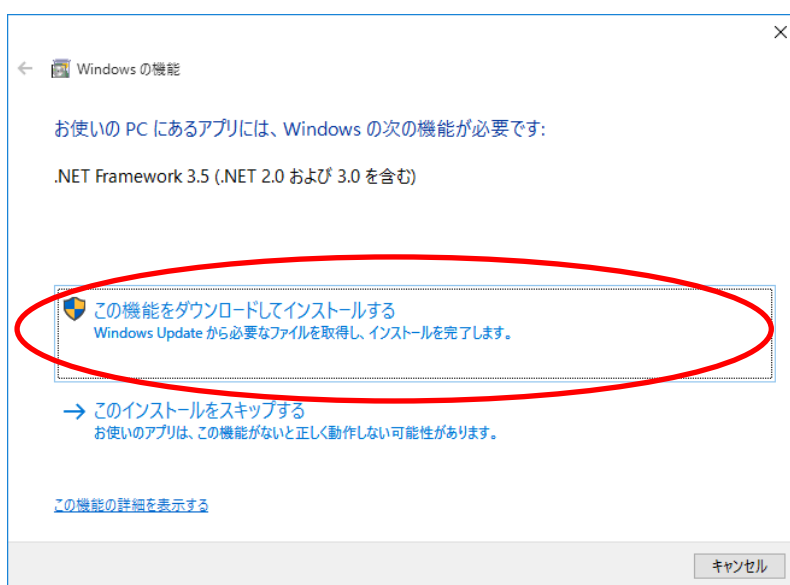 Windows の機能
お使いの PC にあるアプリには、Windows の次の機能が必要です:
.NET Framework 3.5 (.NET 2.0 および 3.0 を含む)
この機能をダウンロードしてインストールする
Windows Update から必要なファイルを取得し、インストールを完了します。
このインストールをスキップする
お使いのアプリは、この機能がないと正しく動作しない可能性があります。
この機能の詳細を表示する
キャンセル